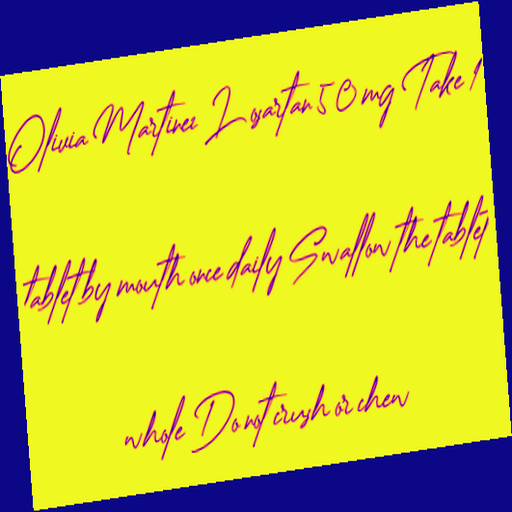 Olivia Martinez Losartan 50 mg Take 1
tablet by mouth once daily Swallow the tablet
whole Do not crush or chew